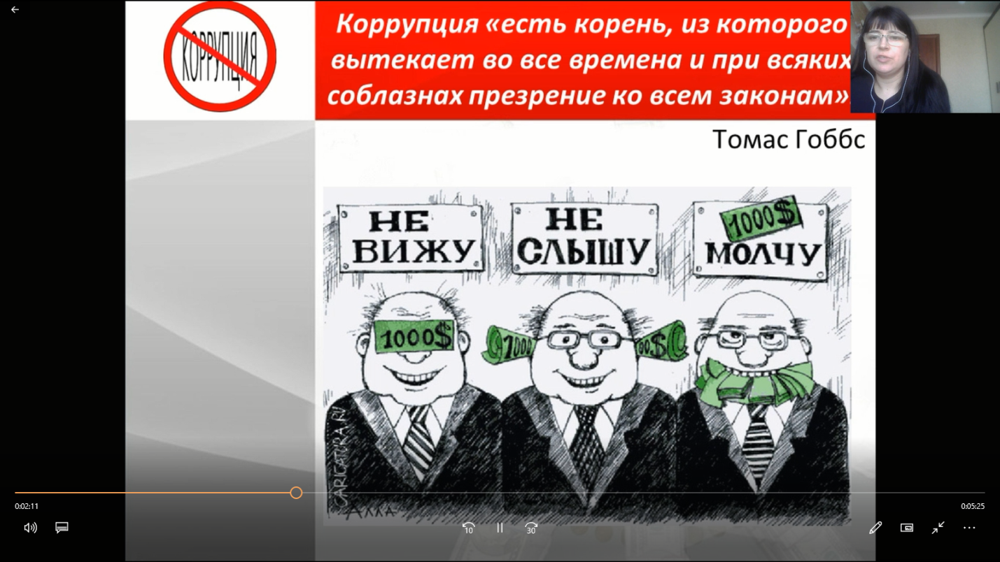 КОРРУПЦИЯ
Коррупция «есть корень, из которого
вытекает во все времена и при всяких
соблазнах презрение ко всем законам»
Томас Гоббс
НЕ
ВИЖУ
НЕ
СЛЫШУ
1000$
МОЛЧУ
1000$
1000
00$
CARICATURA.RU
АЛЛА
0:02:11
0:05:25
10
30